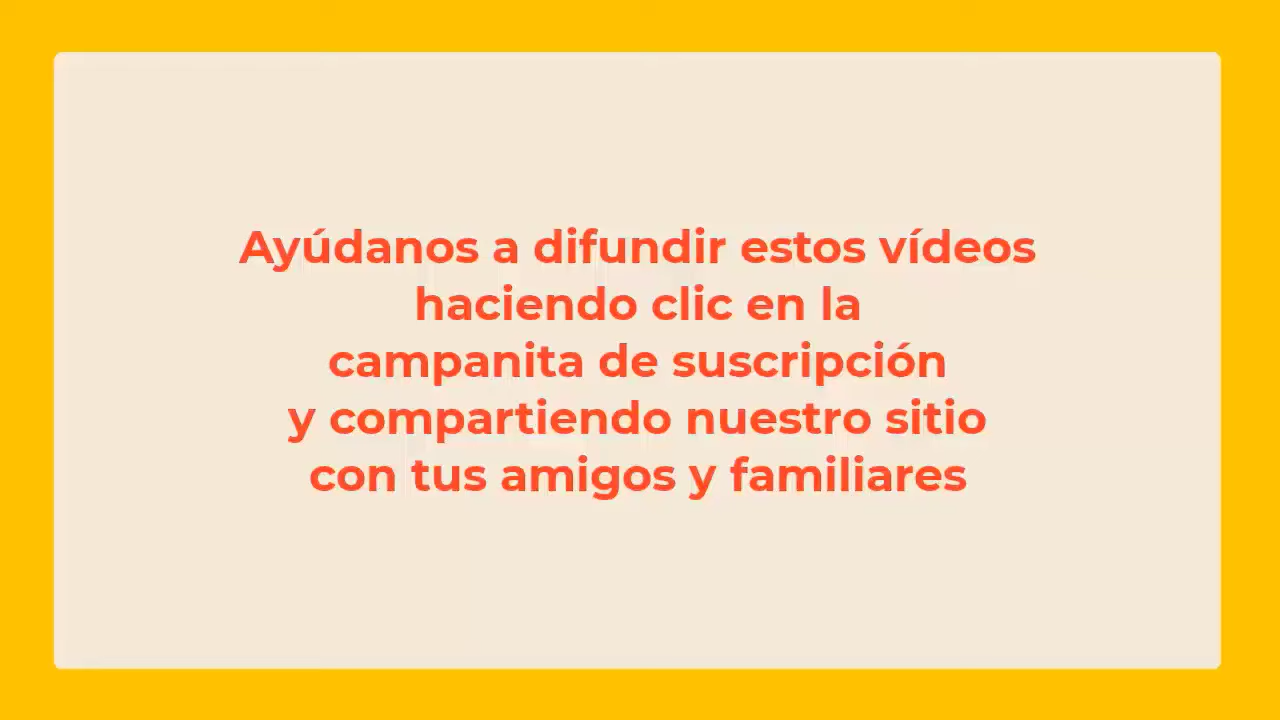 Ayúdanos a difundir estos vídeos
haciendo clic en la
campanita de suscripción
y compartiendo nuestro sitio
con tus amigos y familiares